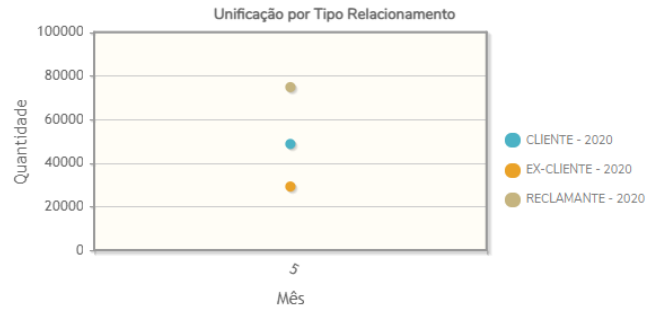 Unificação por Tipo Relacionamento
100000
80000
60000
40000
20000
0
Quantidade
5
Mês
CLIENTE - 2020
EX-CLIENTE - 2020
RECLAMANTE - 2020